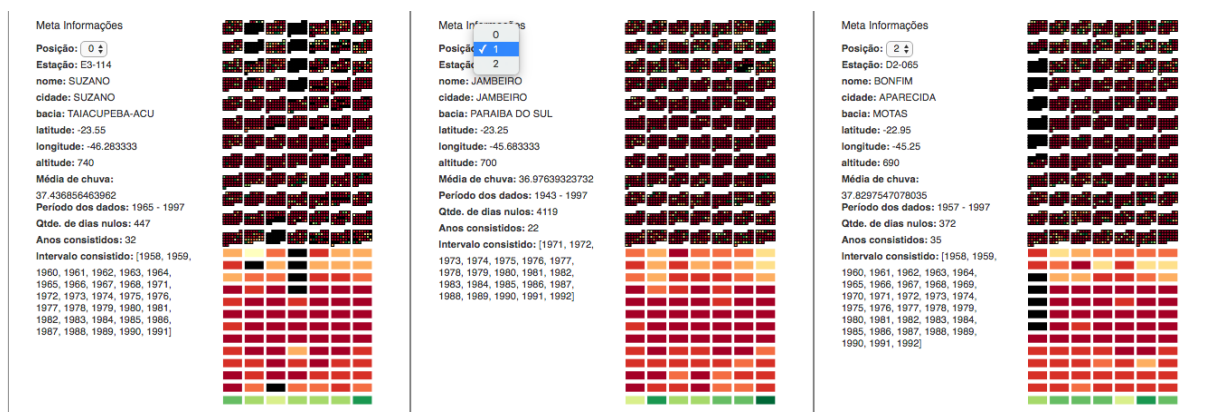 Meta Informações
Posição: 0
Estação: E3-114
nome: SUZANO
cidade: SUZANO
bacia: TAIACUPEBA-ACU
latitude: -23.55
longitude: -46.283333
altitude: 740
Média de chuva:
37.436856463962
Período dos dados: 1965 - 1997
Qtde. de dias nulos: 447
Anos consistidos: 32
Intervalo consistido: [1958, 1959,
1960, 1961, 1962, 1963, 1964,
1965, 1966, 1967, 1968, 1971,
1972, 1973, 1974, 1975, 1976,
1977, 1978, 1979, 1980, 1981,
1982, 1983, 1984, 1985, 1986,
1987, 1988, 1989, 1990, 1991]
Meta Informações
0
Posição ✓ 1
Estação 2
nome: JAMBEIRO
cidade: JAMBEIRO
bacia: PARAIBA DO SUL
latitude: -23.25
longitude: -45.683333
altitude: 700
Média de chuva: 36.97639323732
Período dos dados: 1943 - 1997
Qtde. de dias nulos: 4119
Anos consistidos: 22
Intervalo consistido: [1971, 1972,
1973, 1974, 1975, 1976, 1977,
1978, 1979, 1980, 1981, 1982,
1983, 1984, 1985, 1986, 1987,
1988, 1989, 1990, 1991, 1992]
Meta Informações
Posição: 2
Estação: D2-065
nome: BONFIM
cidade: APARECIDA
bacia: MOTAS
latitude: -22.95
longitude: -45.25
altitude: 690
Média de chuva:
37.8297547078035
Período dos dados: 1957 - 1997
Qtde. de dias nulos: 372
Anos consistidos: 35
Intervalo consistido: [1958, 1959,
1960, 1961, 1962, 1963, 1964,
1965, 1966, 1967, 1968, 1969,
1970, 1971, 1972, 1973, 1974,
1975, 1976, 1977, 1978, 1979,
1980, 1981, 1982, 1983, 1984,
1985, 1986, 1987, 1988, 1989,
1990, 1991, 1992]